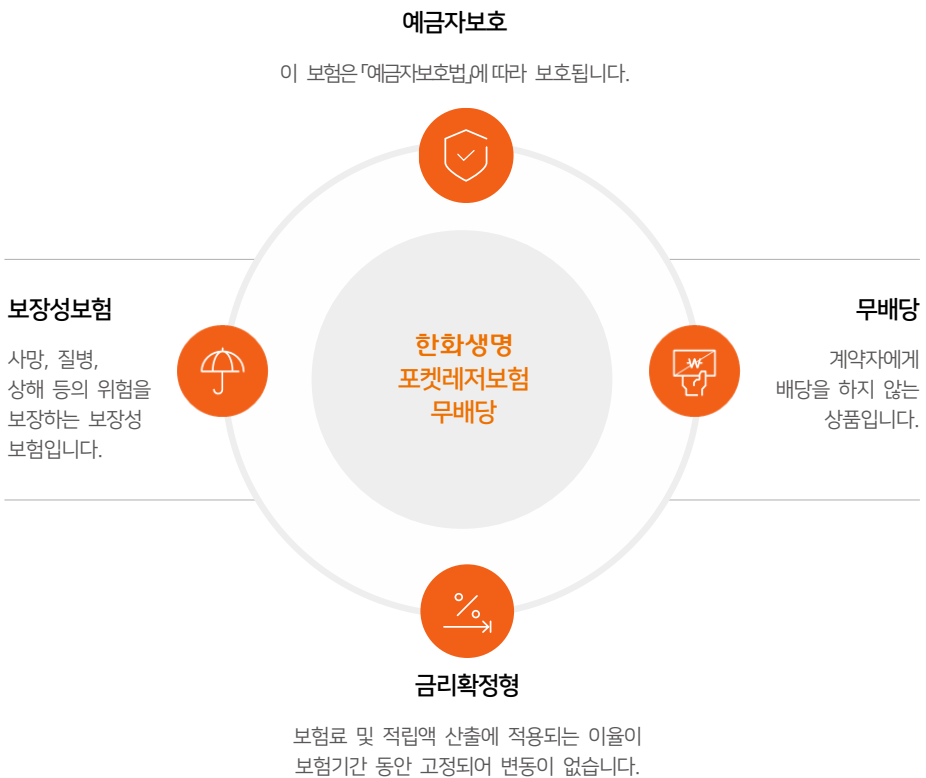 예금자보호
이 보험은「예금자보호법」에 따라 보호됩니다.
보장성보험
사망, 질병,
상해 등의 위험을
보장하는 보장성
보험입니다.
한화생명
포켓레저보험
무배당
무배당
계약자에게
배당을 하지 않는
상품입니다.
금리확정형
보험료 및 적립액 산출에 적용되는 이율이
보험기간 동안 고정되어 변동이 없습니다.